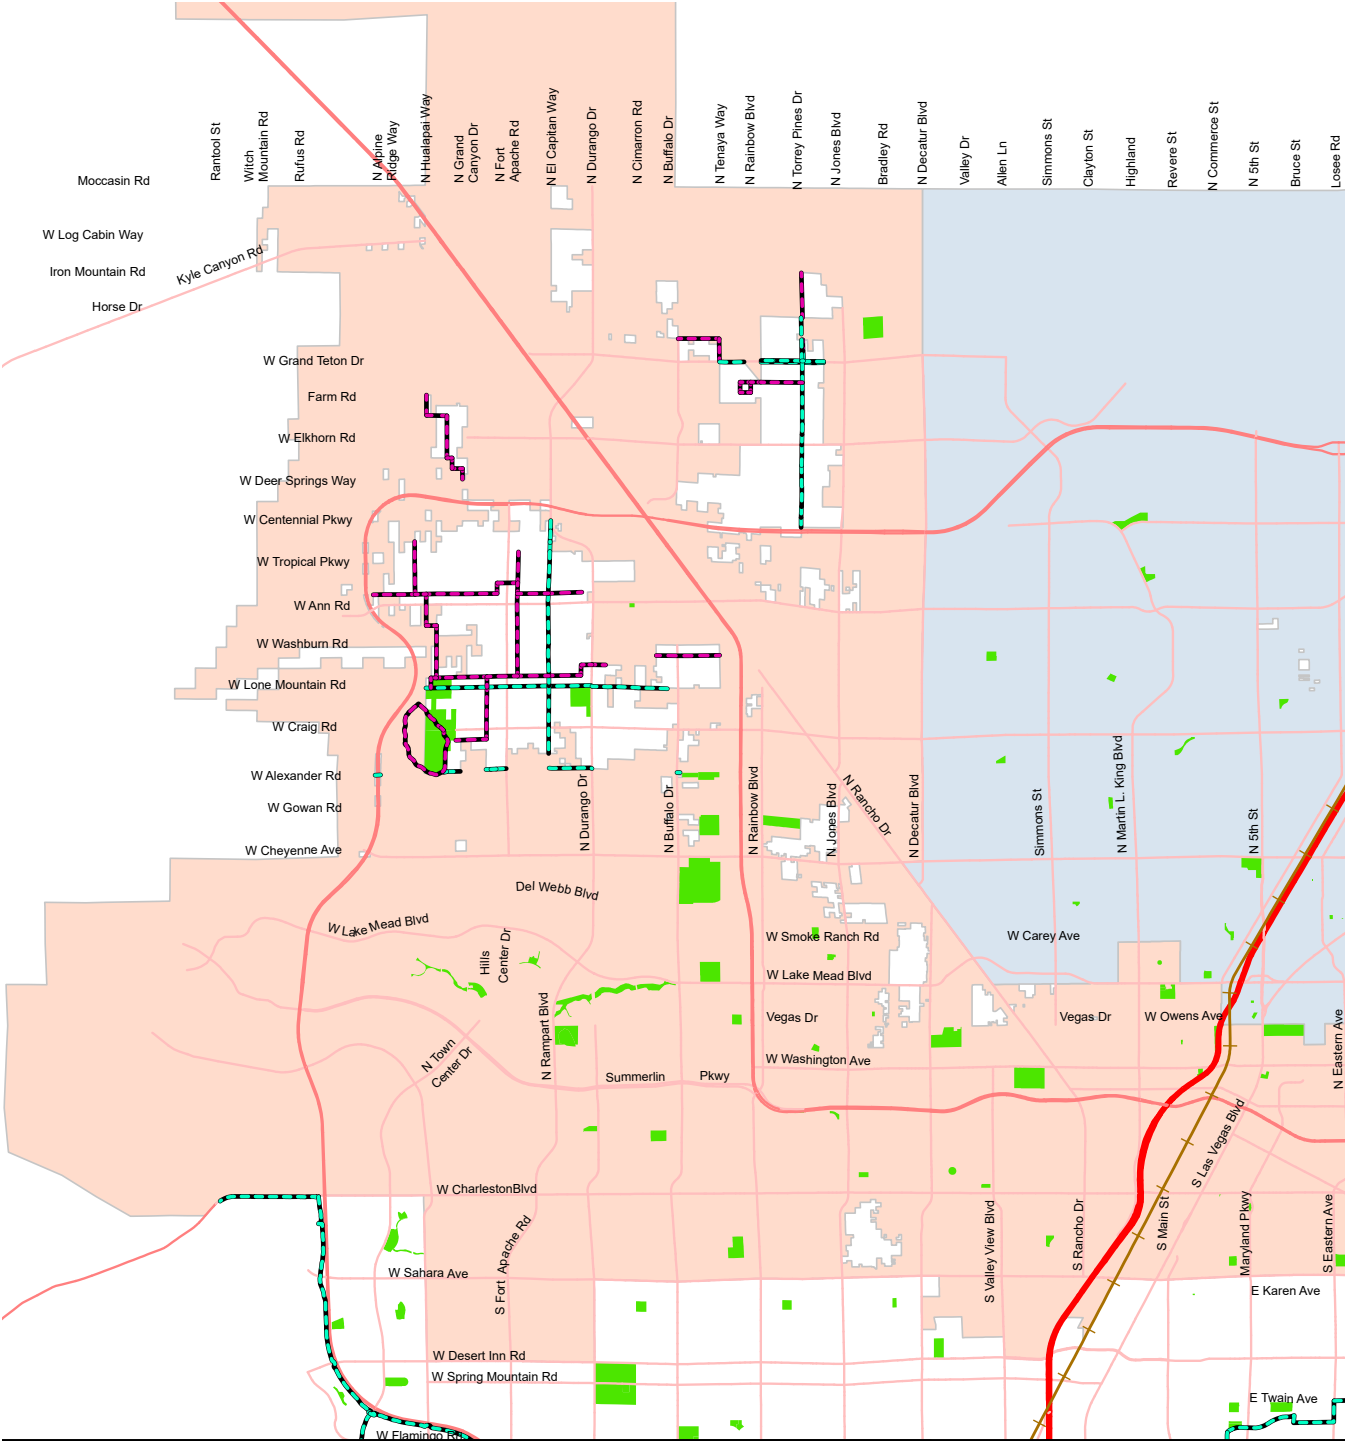 Rantool St
Witch
Mountain Rd
Rufus Rd
N Alpine
Ridge Way
N Hualapai Way
N Grand
Canyon Dr
N Fort
Apache Rd
N El Capitan Way
N Durango Dr
N Cimarron Rd
N Buffalo Dr
N Tenaya Way
N Rainbow Blvd
N Torrey Pines Dr
N Jones Blvd
Bradley Rd
N Decatur Blvd
Valley Dr
Allen Ln
Simmons St
Clayton St
Highland
Revere St
N Commerce St
N 5th St
Bruce St
Losee Rd
Moccasin Rd
W Log Cabin Way
Kyle Canyon Rd
Iron Mountain Rd
Horse Dr
W Grand Teton Dr
Farm Rd
W Elkhorn Rd
W Deer Springs Way
W Centennial Pkwy
W Tropical Pkwy
W Ann Rd
W Washburn Rd
W Lone Mountain Rd
W Craig Rd
W Alexander Rd
W Gowan Rd
W Cheyenne Ave
N Durango Dr
N Buffalo Dr
N Rainbow Blvd
N Jones Blvd
N Rancho Dr
N Decatur Blvd
Simmons St
N Martin L. King Blvd
N 5th St
Del Webb Blvd
W Lake Mead Blvd
Hills
Center Dr
W Smoke Ranch Rd
W Carey Ave
W Lake Mead Blvd
N Rampart Blvd
Vegas Dr
Vegas Dr
W Owens Ave
N Town
Center Dr
W Washington Ave
Summerlin Pkwy
N Eastern Ave
S Las Vegas Blvd
W CharlestonBlvd
S Fort Apache Rd
S Valley View Blvd
S Rancho Dr
S Main St
Maryland Pkwy
S Eastern Ave
W Sahara Ave
E Karen Ave
W Desert Inn Rd
W Spring Mountain Rd
E Twain Ave
W Flamingo Rd